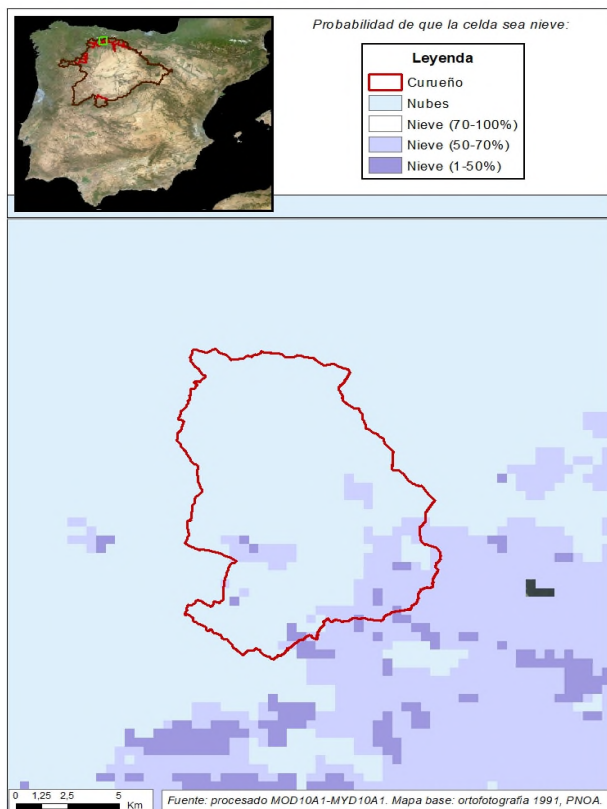 Probabilidad de que la celda sea nieve:
Leyenda
Curueño
Nubes
Nieve (70-100%)
Nieve (50-70%)
Nieve (1-50%)
0 1,25 2,5 5
Km
Fuente: procesado MOD10A1-MYD10A1. Mapa base: ortofotografía 1991, PNOA